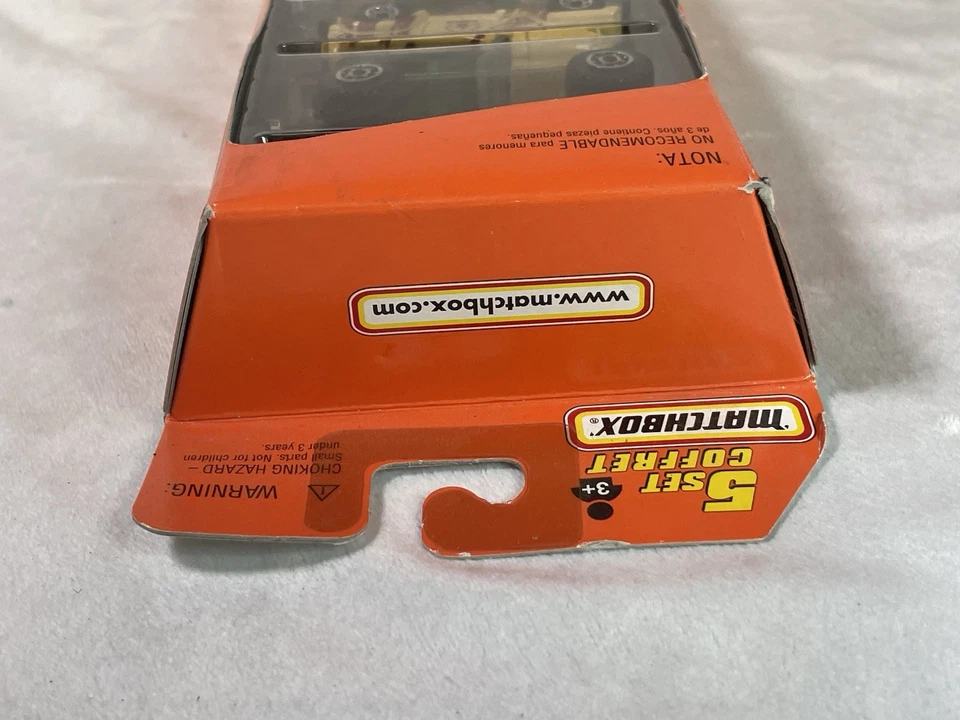 MATCHBOX®
5 SET
COFFRET
3+
WARNING:
CHOKING HAZARD –
Small parts. Not for children
under 3 years.
www.matchbox.com
NOTA:
NO RECOMENDABLE para menores
de 3 años. Contiene piezas pequeñas.